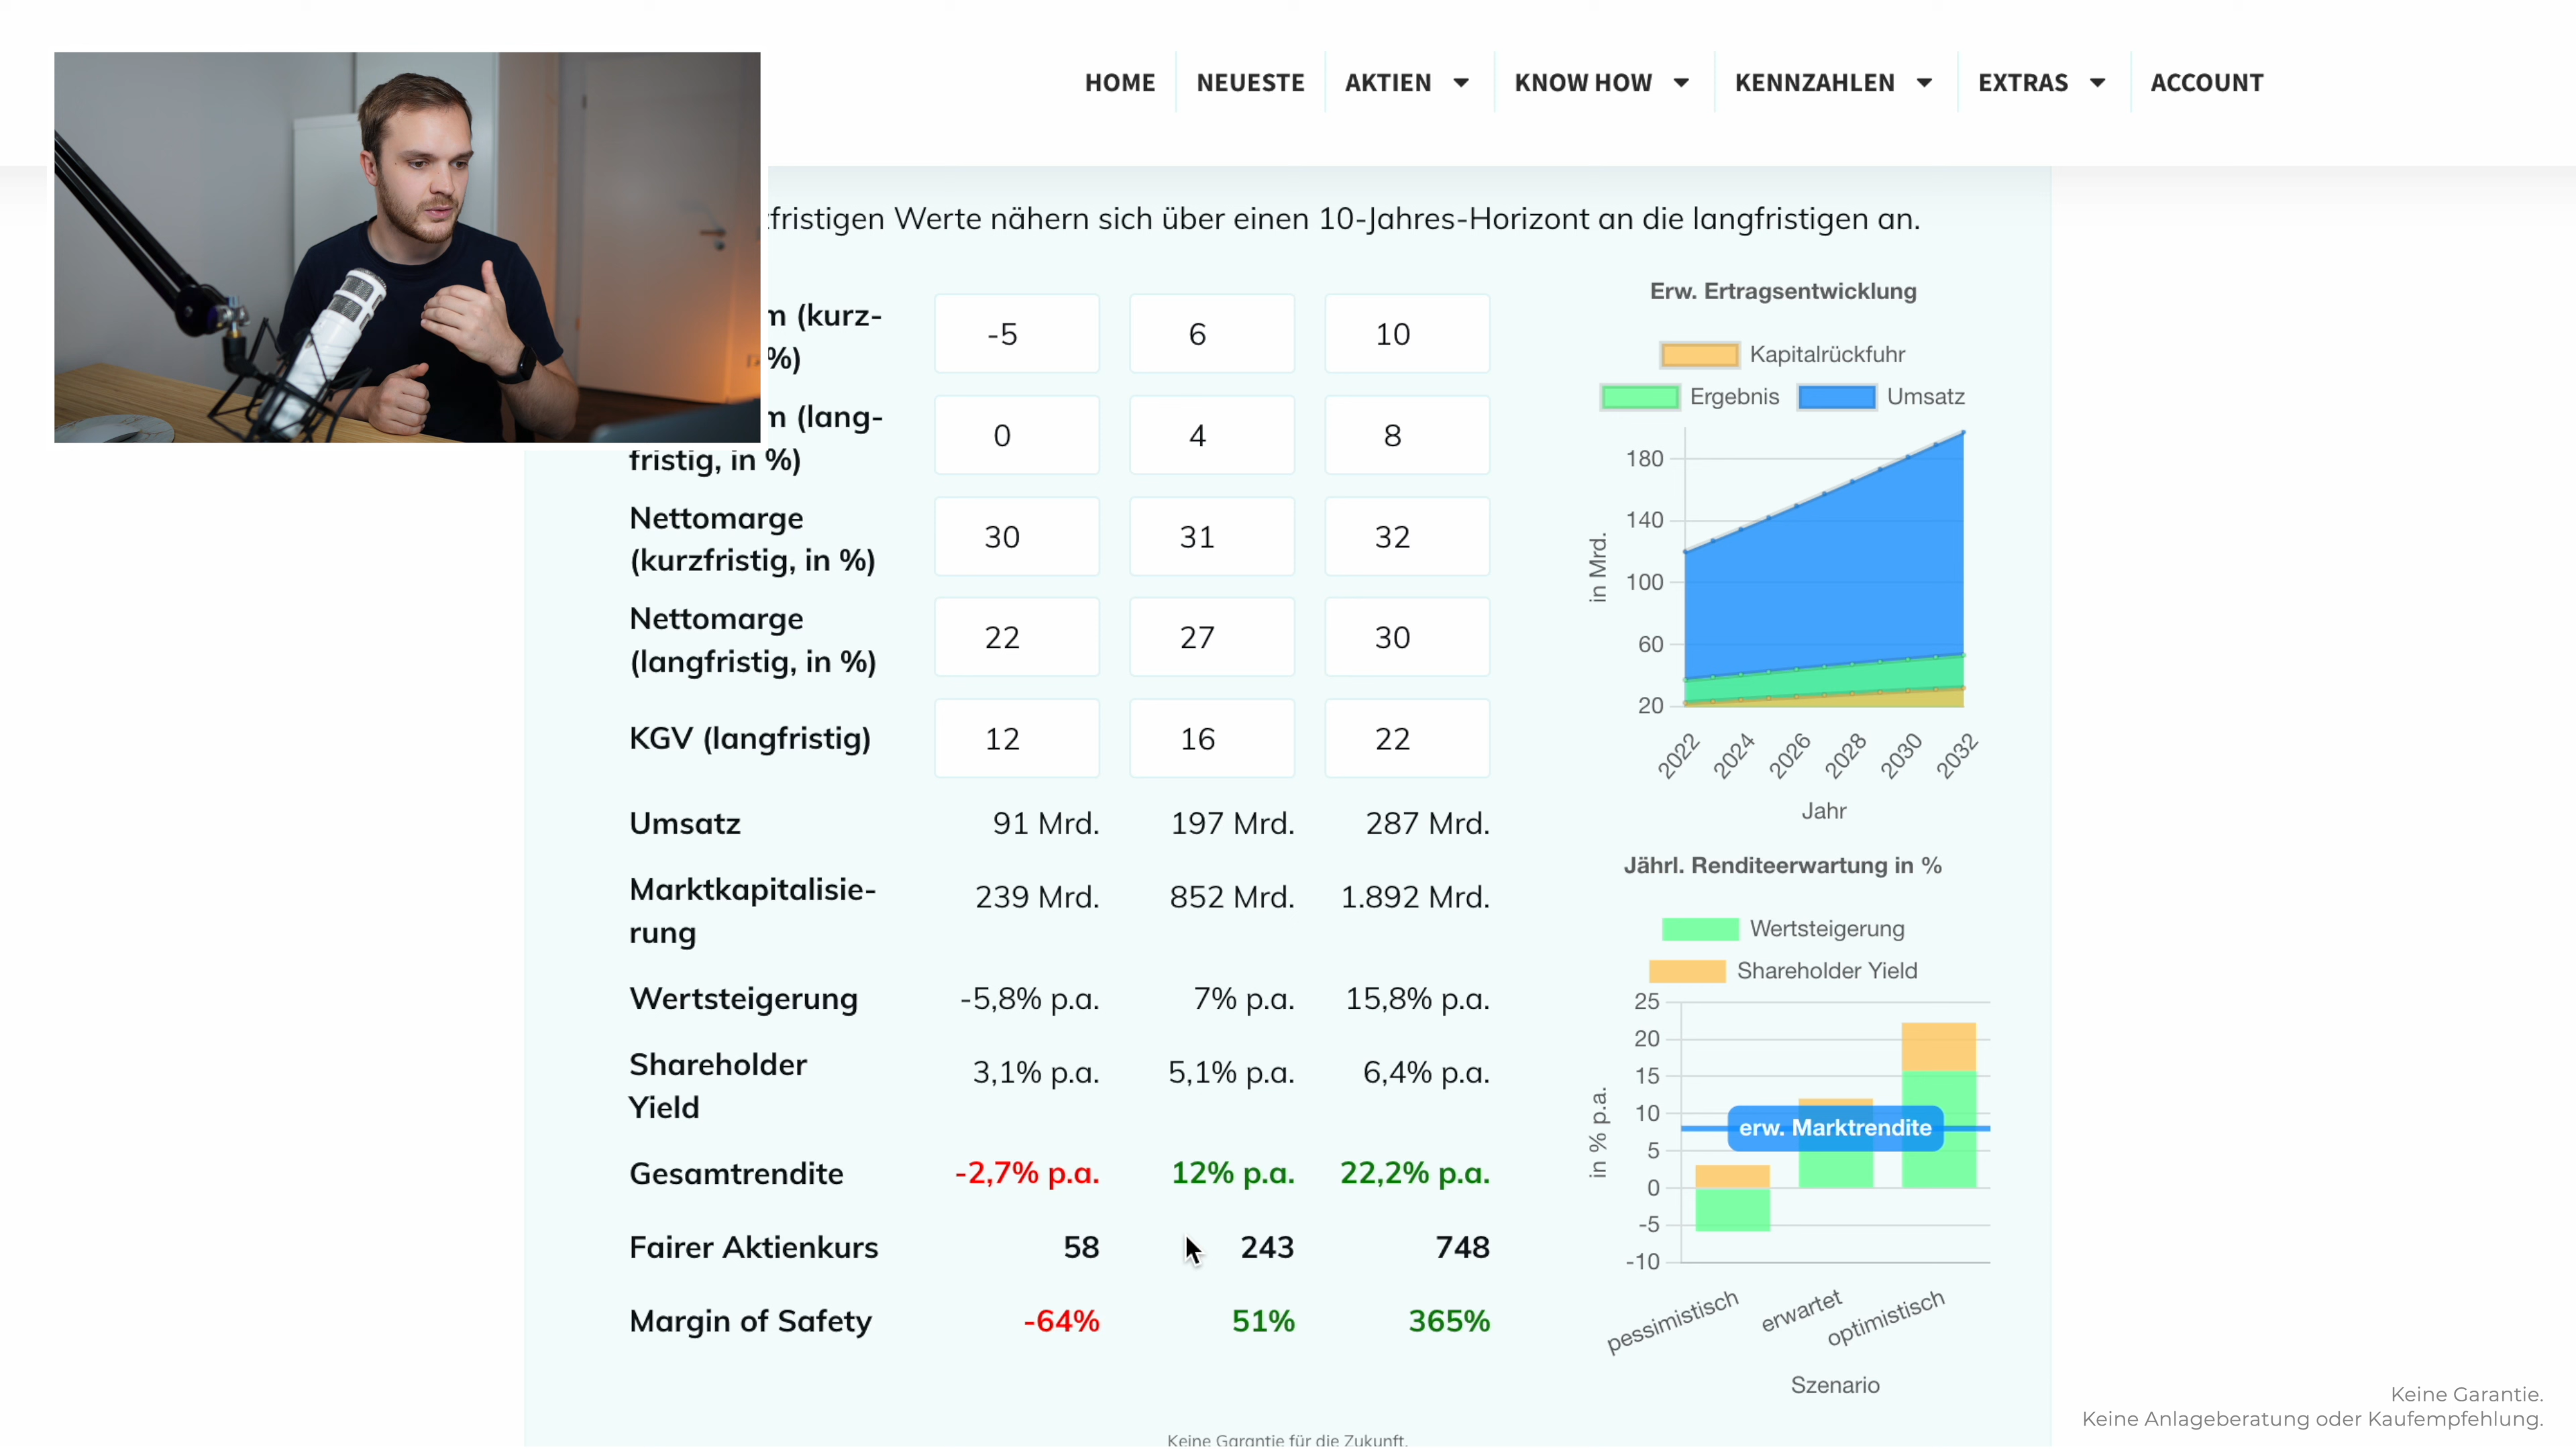 HOME NEUESTE AKTIEN KNOW HOW KENNZAHLEN EXTRAS ACCOUNT
fristigen Werte nähern sich über einen 10-Jahres-Horizont an die langfristigen an.
m (kurz-
%)
-5 6 10
m (lang-
fristig, in %)
0 4 8
Nettomarge
(kurzfristig, in %)
30 31 32
Nettomarge
(langfristig, in %)
22 27 30
KGV (langfristig)
12 16 22
Umsatz 91 Mrd. 197 Mrd. 287 Mrd.
Marktkapitalisie-
rung
239 Mrd. 852 Mrd. 1.892 Mrd.
Wertsteigerung -5,8% p.a. 7% p.a. 15,8% p.a.
Shareholder
Yield
3,1% p.a. 5,1% p.a. 6,4% p.a.
Gesamtrendite -2,7% p.a. 12% p.a. 22,2% p.a.
Fairer Aktienkurs 58 243 748
Margin of Safety -64% 51% 365%
Erw. Ertragsentwicklung
Kapitalrückfuhr
Ergebnis Umsatz
in Mrd.
180
140
100
60
20
2022 2024 2026 2028 2030 2032
Jahr
Jährl. Renditeerwartung in %
Wertsteigerung
Shareholder Yield
in % p.a.
25
20
15
10
5
0
-5
-10
erw. Marktrendite
pessimistisch erwartet optimistisch
Szenario
Keine Garantie für die Zukunft.
Keine Garantie.
Keine Anlageberatung oder Kaufempfehlung.